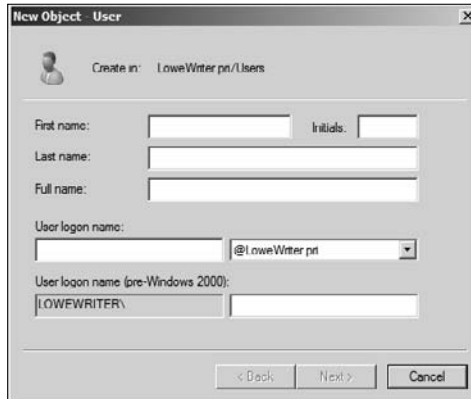 New Object - User
Create in: LoweWriter.pri/Users
First name: Initials:
Last name:
Full name:
User logon name:
@LoweWriter.pri
User logon name (pre-Windows 2000):
LOWEWRITER\
< Back Next > Cancel